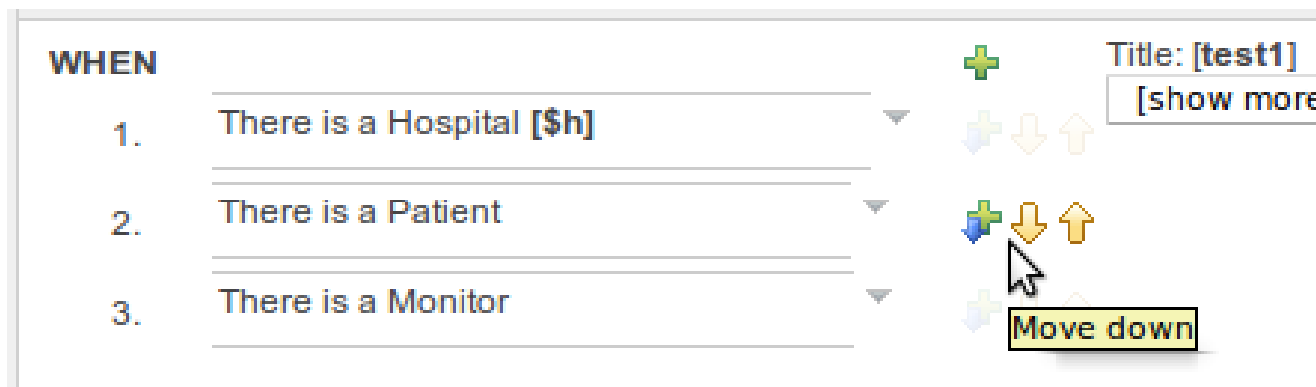 WHEN
Title: [test1]
[show more
1. There is a Hospital [$h]
2. There is a Patient
3. There is a Monitor
Move down